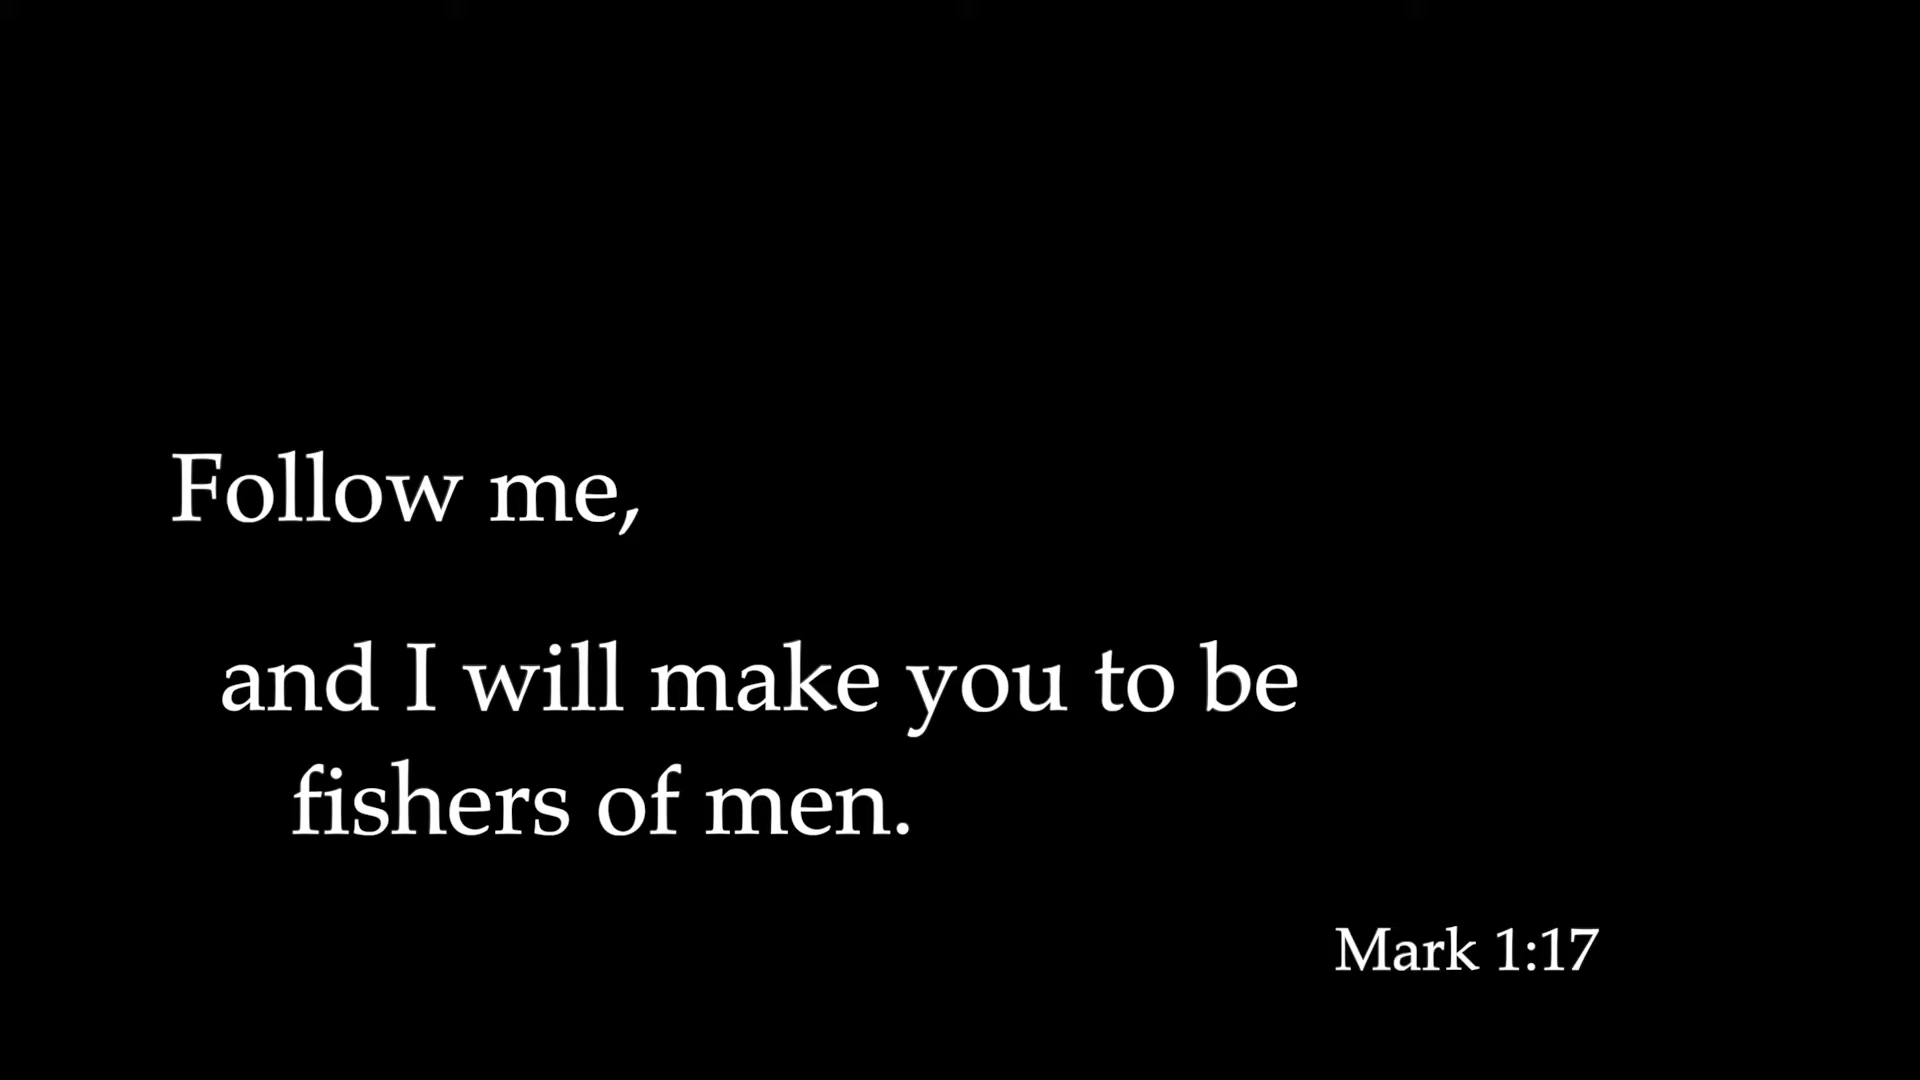 Follow me,
and I will make you to be
fishers of men.
Mark 1:17